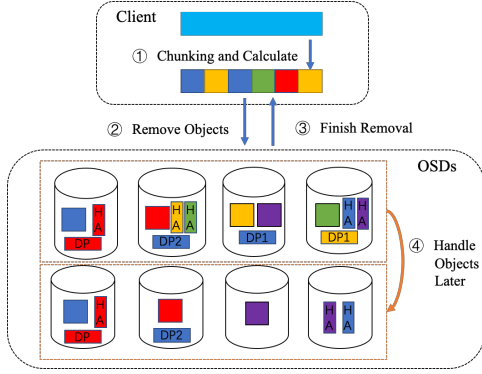 Client
① Chunking and Calculate
② Remove Objects
③ Finish Removal
OSDs
H
A
DP
H
A
H
A
DP2
DP1
H
A
H
A
DP1
④ Handle
Objects
Later
H
A
DP
DP2
H
A
H
A